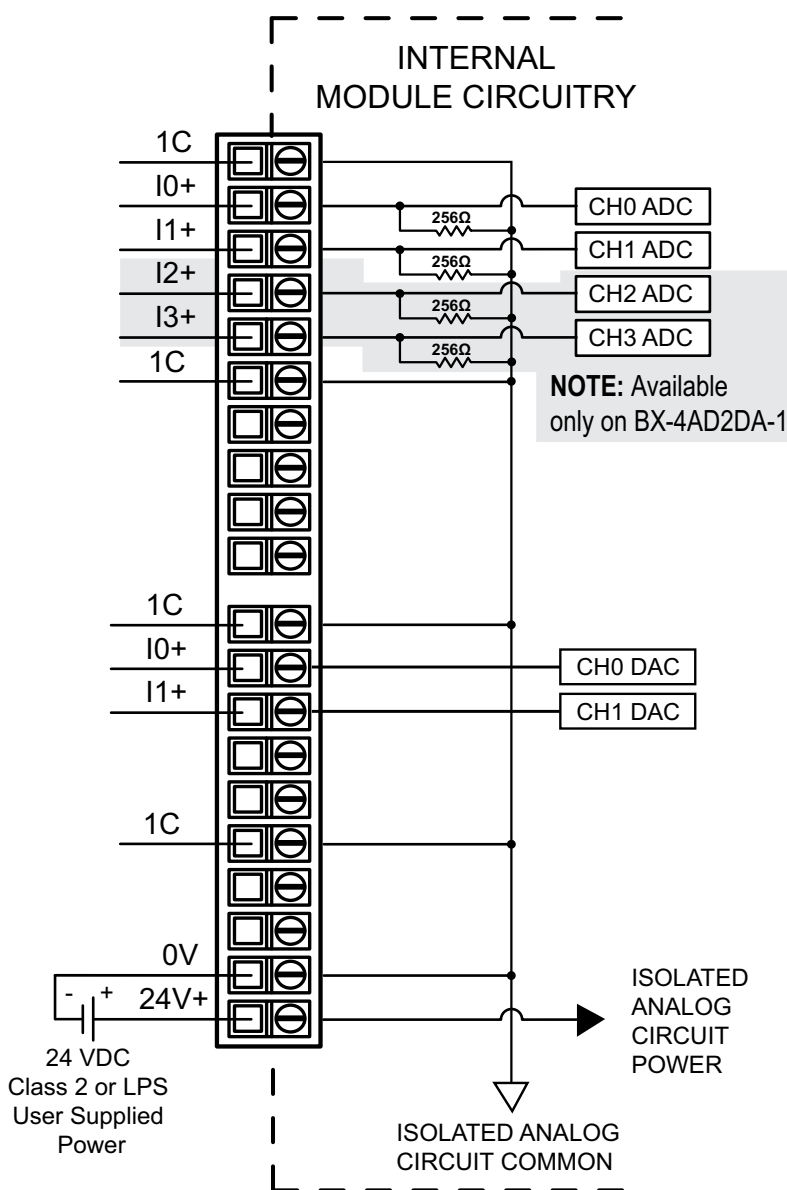 INTERNAL
MODULE CIRCUITRY
1C
I0+
256Ω
CH0 ADC
I1+
256Ω
CH1 ADC
I2+
256Ω
CH2 ADC
I3+
256Ω
CH3 ADC
1C
NOTE: Available
only on BX-4AD2DA-1
1C
I0+
CH0 DAC
I1+
CH1 DAC
1C
0V
- +
24V+
24 VDC
Class 2 or LPS
User Supplied
Power
ISOLATED
ANALOG
CIRCUIT
POWER
ISOLATED ANALOG
CIRCUIT COMMON